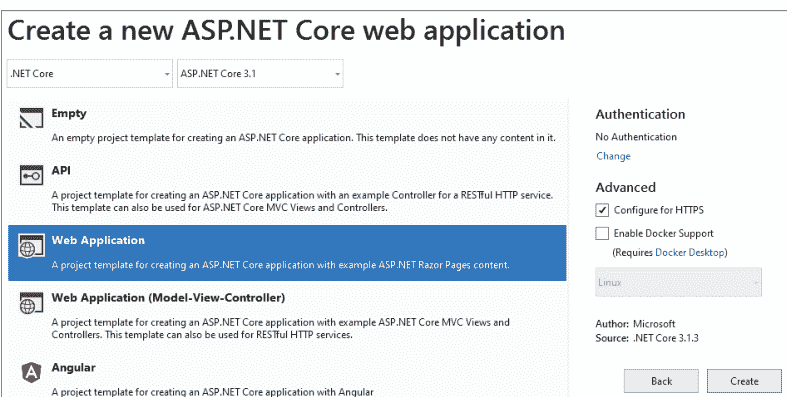 Create a new ASP.NET Core web application
.NET Core
ASP.NET Core 3.1
Empty
An empty project template for creating an ASP.NET Core application. This template does not have any content in it.
API
A project template for creating an ASP.NET Core application with an example Controller for a RESTful HTTP service.
This template can also be used for ASP.NET Core MVC Views and Controllers.
Web Application
A project template for creating an ASP.NET Core application with example ASP.NET Razor Pages content.
Web Application (Model-View-Controller)
A project template for creating an ASP.NET Core application with example ASP.NET Core MVC Views and
Controllers. This template can also be used for RESTful HTTP services.
Angular
A project template for creating an ASP.NET Core application with Angular
Authentication
No Authentication
Change
Advanced
Configure for HTTPS
Enable Docker Support
(Requires Docker Desktop)
Linux
Author: Microsoft
Source: .NET Core 3.1.3
Back
Create